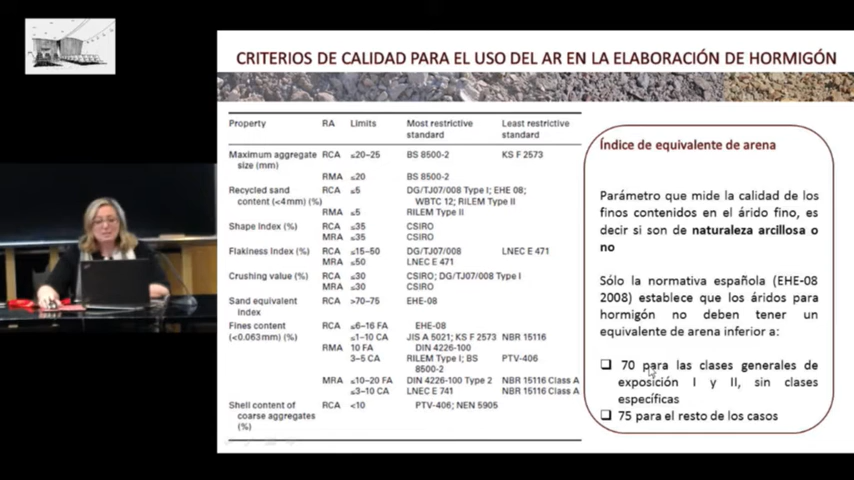 CRITERIOS DE CALIDAD PARA EL USO DEL AR EN LA ELABORACIÓN DE HORMIGÓN
Property RA Limits Most restrictive standard Least restrictive standard
Maximum aggregate size (mm) RCA ≤20–25 BS 8500-2 KS F 2573
RMA ≤20 BS 8500-2
Recycled sand content (<4mm) (%) RCA ≤5 DG/TJ07/008 Type I; EHE 08; WBTC 12; RILEM Type II
RMA ≤5 RILEM Type II
Shape Index (%) RCA ≤35 CSIRO
MRA ≤35 CSIRO
Flakiness Index (%) RCA ≤15–50 DG/TJ07/008 LNEC E 471
MRA ≤50 LNEC E 471
Crushing value (%) RCA ≤30 CSIRO; DG/TJ07/008 Type I
MRA ≤30 CSIRO
Sand equivalent index RCA >70–75 EHE-08
Fines content (<0.063mm) (%) RCA ≤6–16 FA EHE-08
≤1–10 CA JIS A 5021; KS F 2573 NBR 15116
RMA 10 FA DIN 4226-100
3–5 CA RILEM Type I; BS 8500-2 PTV-406
MRA ≤10–20 FA DIN 4226-100 Type 2 NBR 15116 Class A
≤3–10 CA LNEC E 741 NBR 15116 Class A
Shell content of coarse aggregates (%) RCA <10 PTV-406; NEN 5905
Índice de equivalente de arena
Parámetro que mide la calidad de los
finos contenidos en el árido fino, es
decir si son de naturaleza arcillosa o
no
Sólo la normativa española (EHE-08
2008) establece que los áridos para
hormigón no deben tener un
equivalente de arena inferior a:
70 para las clases generales de
exposición I y II, sin clases
específicas
75 para el resto de los casos